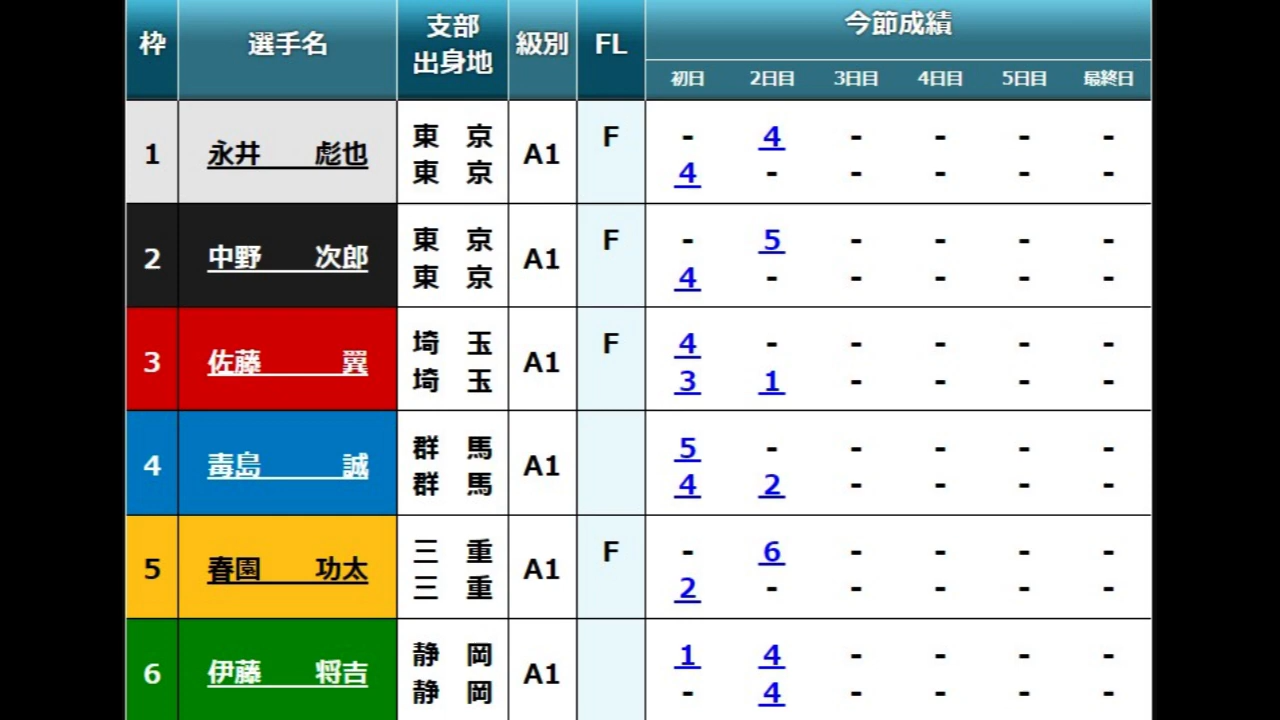 枠 選手名 支部 出身地 級別 FL 今節成績
初日 2日目 3日目 4日目 5日目 最終日
1 永井 彪也 東京 A1 F - 4 - - - -
東京 4 - - - - -
2 中野 次郎 東京 A1 F - 5 - - - -
東京 4 - - - - -
3 佐藤 翼 埼玉 A1 F 4 - - - - -
埼玉 3 1 - - - -
4 毒島 誠 群馬 A1 5 - - - - -
群馬 4 2 - - - -
5 春園 功太 三重 A1 F - 6 - - - -
三重 2 - - - - -
6 伊藤 将吉 静岡 A1 1 4 - - - -
静岡 - 4 - - - -